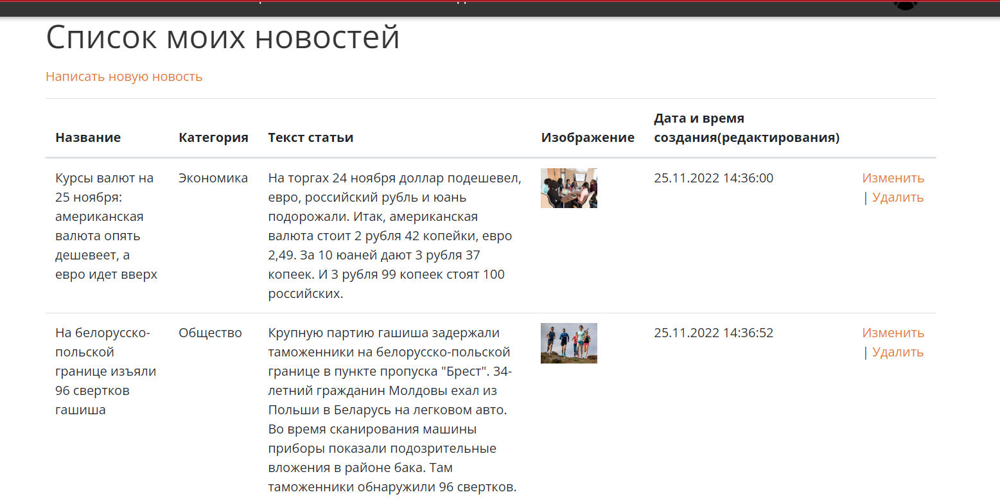 Список моих новостей
Написать новую новость
Дата и время
Название Категория Текст статьи Изображение создания(редактирования)
Курсы валют на Экономика На торгах 24 ноября доллар подешевел, 25.11.2022 14:36:00 Изменить
25 ноября: евро, российский рубль и юань | Удалить
американская подорожали. Итак, американская
валюта опять валюта стоит 2 рубля 42 копейки, евро
дешевеет, а 2,49. За 10 юаней дают 3 рубля 37
евро идет вверх копеек. И 3 рубля 99 копеек стоят 100
российских.
На белорусско- Общество Крупную партию гашиша задержали 25.11.2022 14:36:52 Изменить
польской таможенники на белорусско-польской | Удалить
границе изъяли границе в пункте пропуска "Брест". 34-
96 свертков летний гражданин Молдовы ехал из
гашиша Польши в Беларусь на легковом авто.
Во время сканирования машины
приборы показали подозрительные
вложения в районе бака. Там
таможенники обнаружили 96 свертков.